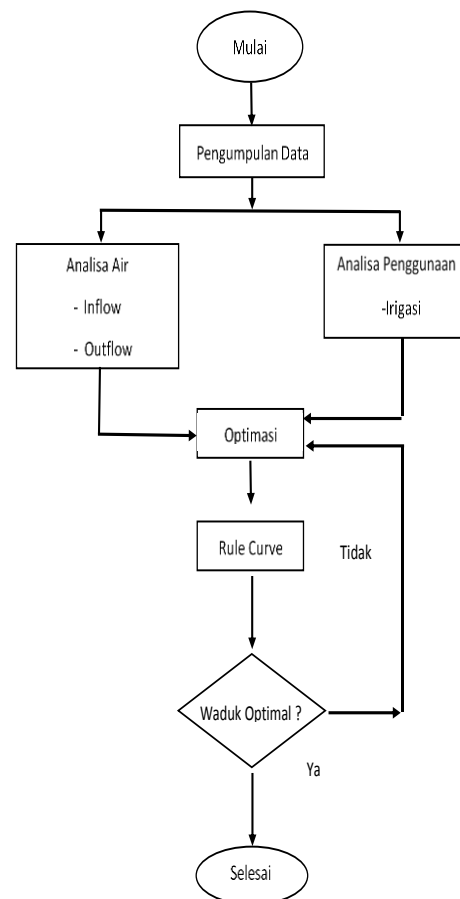 Mulai
Pengumpulan Data
Analisa Air
- Inflow
- Outflow
Analisa Penggunaan
-Irigasi
Optimasi
Rule Curve
Tidak
Waduk Optimal ?
Ya
Selesai